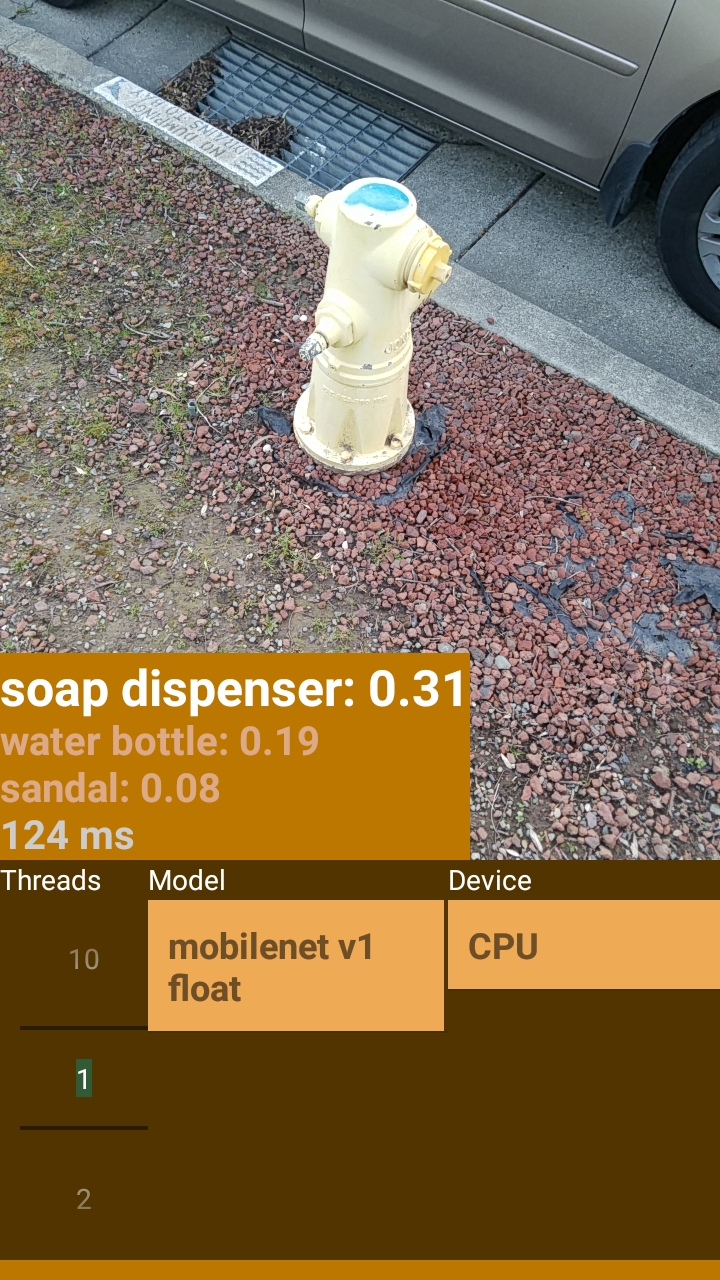 soap dispenser: 0.31
water bottle: 0.19
sandal: 0.08
124 ms
Threads
Model
Device
10
mobilenet v1
float
CPU
1
2